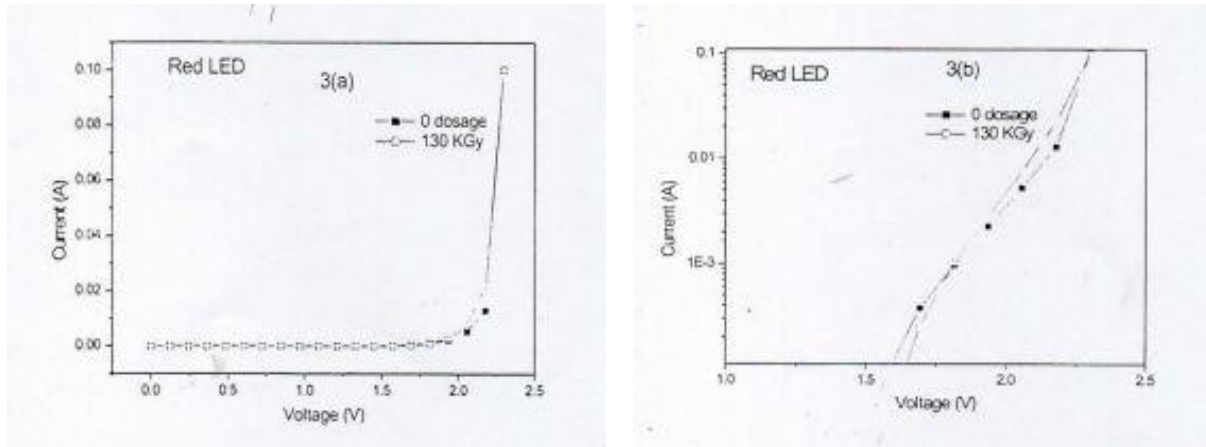 Red LED
3(a)
0 dosage
130 KGy
0.10
0.08
0.06
0.04
0.02
0.00
Current (A)
0.0
0.5
1.0
1.5
2.0
2.5
Voltage (V)
Red LED
3(b)
0 dosage
130 KGy
0.1
0.01
1E-3
Current (A)
1.0
1.5
2.0
2.5
Voltage (V)